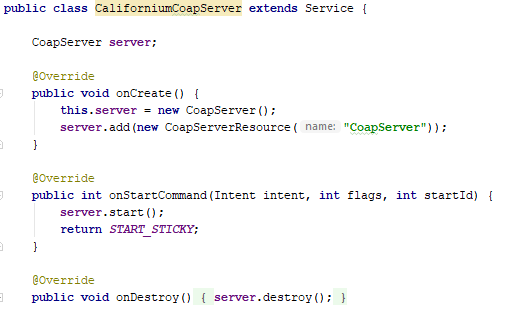 public class CaliforniumCoapServer extends Service {
CoapServer server;
@Override
public void onCreate() {
this.server = new CoapServer();
server.add(new CoapServerResource( name: "CoapServer"));
}
@Override
public int onStartCommand(Intent intent, int flags, int startId) {
server.start();
return START_STICKY;
}
@Override
public void onDestroy() { server.destroy(); }